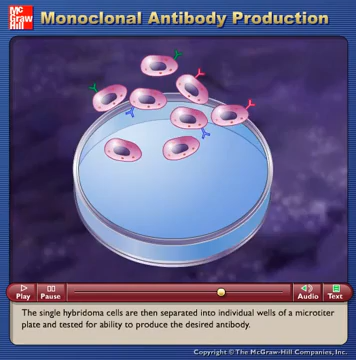 Mc
Graw
Hill
Monoclonal Antibody Production
Play
Pause
Audio
Text
The single hybridoma cells are then separated into individual wells of a microtiter
plate and tested for ability to produce the desired antibody.
Copyright © The McGraw-Hill Companies, Inc.